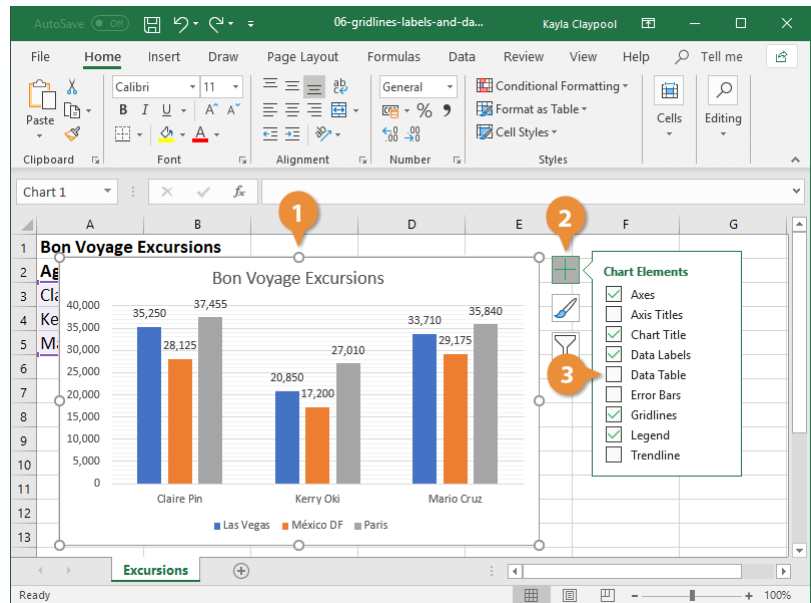 AutoSave Off 06-gridlines-labels-and-da... Kayla Claypool
File Home Insert Draw Page Layout Formulas Data Review View Help Tell me
Paste
Calibri 11
B I U A A
A
ab
General
% 9
.00 .0
Conditional Formatting
Format as Table
Cell Styles
Cells
Editing
Clipboard Font Alignment Number Styles
Chart 1 fx
1 2
A B D E F G
1 Bon Voyage Excursions
2 Ag
3 Cla
4 Ke
5 Ma
6
7
8
9
10
11
12
13
Bon Voyage Excursions
40,000
35,000
30,000
25,000
20,000
15,000
10,000
5,000
0
35,250 28,125 37,455
20,850 17,200 27,010
33,710 29,175 35,840
Claire Pin Kerry Oki Mario Cruz
Las Vegas México DF Paris
Chart Elements
Axes
Axis Titles
Chart Title
Data Labels
3 Data Table
Error Bars
Gridlines
Legend
Trendline
Excursions
Ready 100%